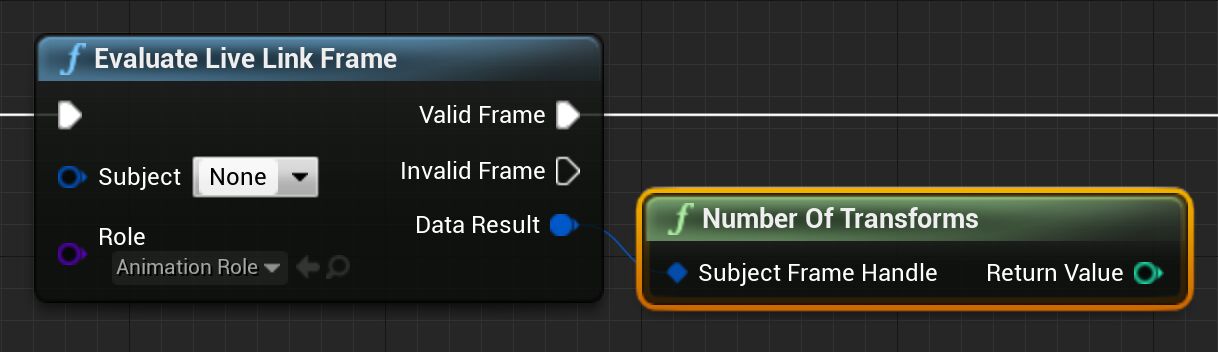 f Evaluate Live Link Frame
Valid Frame
Subject None
Invalid Frame
Data Result
Role
Animation Role
f Number Of Transforms
Subject Frame Handle
Return Value